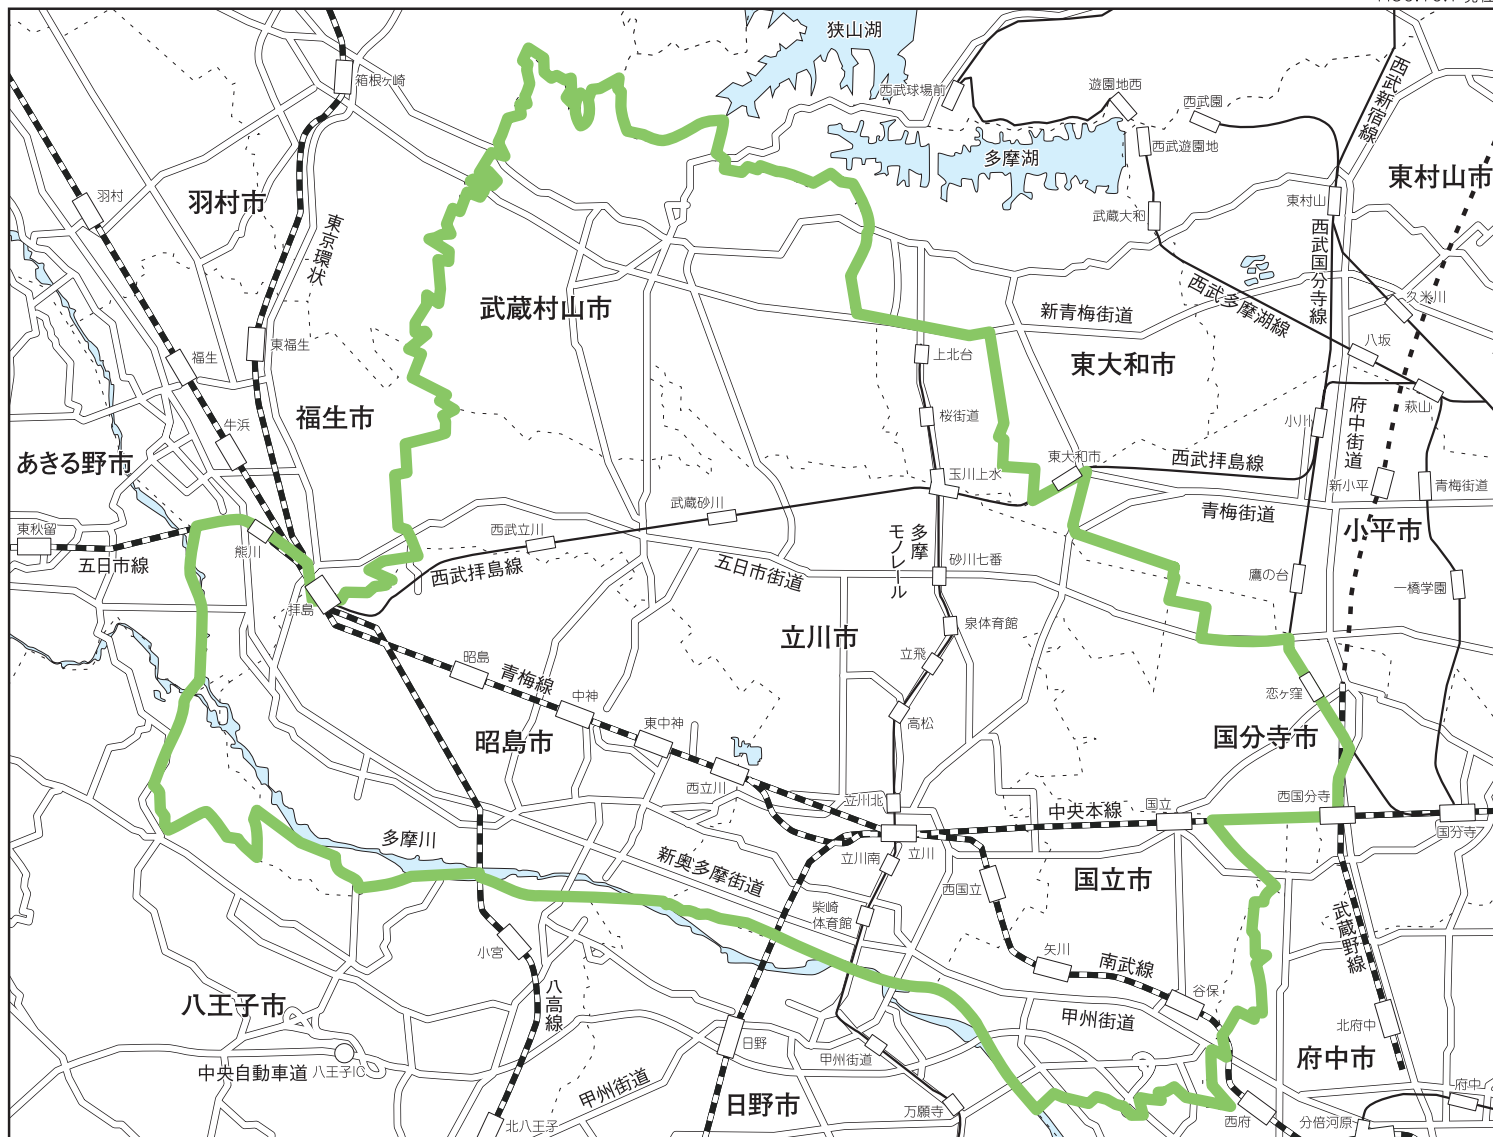 狭山湖
箱根ヶ崎
西武球場前
遊園地西
西武園
西武新宿線
西武遊園地
多摩湖
東村山市
羽村
羽村市
東京環状
東村山
武蔵大和
西武国分寺線
武蔵村山市
新青梅街道
西武多摩湖線
久米川
東福生
福生
上北台
東大和市
八坂
福生市
牛浜
桜街道
小川
府中街道
萩山
あきる野市
東大和市
西武拝島線
玉川上水
新小平
青梅街道
武蔵砂川
青梅街道
東秋留
五日市線
熊川
西武立川
西武拝島線
多摩モノレール
小平市
五日市街道
砂川七番
鷹の台
一橋学園
拝島
立川市
泉体育館
昭島
青梅線
中神
立飛
恋ヶ窪
東中神
高松
昭島市
国分寺市
西立川
立川北
中央本線
国立
西国分寺
国分寺
多摩川
新奥多摩街道
立川南
立川
西国立
国立市
柴崎
体育館
武蔵野線
小宮
矢川
南武線
谷保
八王子市
八高線
甲州街道
北府中
日野
甲州街道
府中市
中央自動車道
八王子IC
甲州街道
日野市
万願寺
府中
北八王子
西府
分倍河原